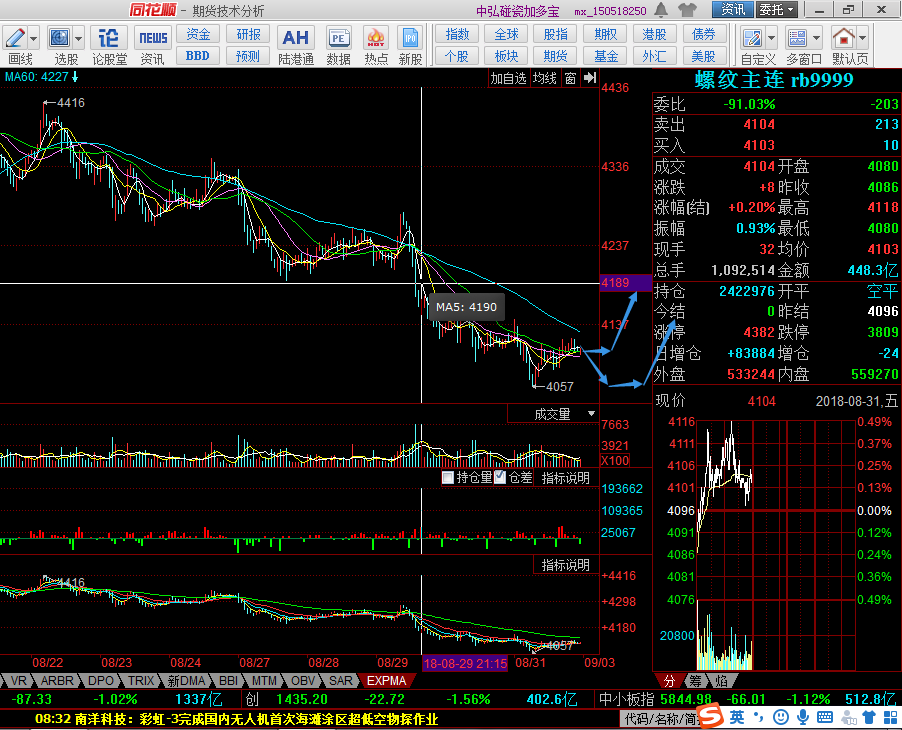 同花顺 - 期货技术分析 中弘碰瓷加多宝 mx_150518250 资讯 委托
资金 研报 指数 全球 股指 期权 港股 债券
画线 选股 论 论股堂 NEWS 资讯 BBD 预测 AH 陆港通 PE 数据 HOT 热点 IPO 新股 个股 板块 期货 基金 外汇 美股 自定义 多窗口 默认页
MA60: 4227↓ 加自选 均线 窗
螺纹主连 rb9999
4416
4436
4336
4237
4189
4137
MA5: 4190
4057
委比 -91.03% -203
卖出 4104 213
买入 4103 10
成交 4104 开盘 4080
涨跌 +8 昨收 4086
涨幅[结] +0.20% 最高 4118
振幅 0.93% 最低 4080
现手 32 均价 4103
总手 1,092,514 金额 448.3亿
持仓 2422976 开平 空平
今结 0 昨结 4096
涨停 4382 跌停 3809
日增仓 +83884 增仓 -24
外盘 533244 内盘 559270
现价 4104 2018-08-31,五
成交量
7663
3921
X100
持仓量 仓差 指标说明
193662
109365
25067
指标说明
4416
+4416
+4298
+4180
4057
4116 0.49%
4111 0.37%
4106 0.25%
4101 0.13%
4096 0.00%
4091 0.12%
4086 0.24%
4081 0.36%
4076 0.49%
20800
08/22 08/23 08/24 08/27 08/28 08/29 18-08-29 21:15 08/31 09/03
VR ARBR DPO TRIX 新DMA BBI MTM OBV SAR EXPMA 分 筹 焰
-87.33 -1.02% 1337亿 创 1435.20 -22.72 -1.56% 402.6亿 中小板指 5844.98 -66.01 -1.12% 512.8亿
08:32 南洋科技：彩虹-3完成国内无人机首次海滩涂区超低空物探作业 代码/名称/简 英